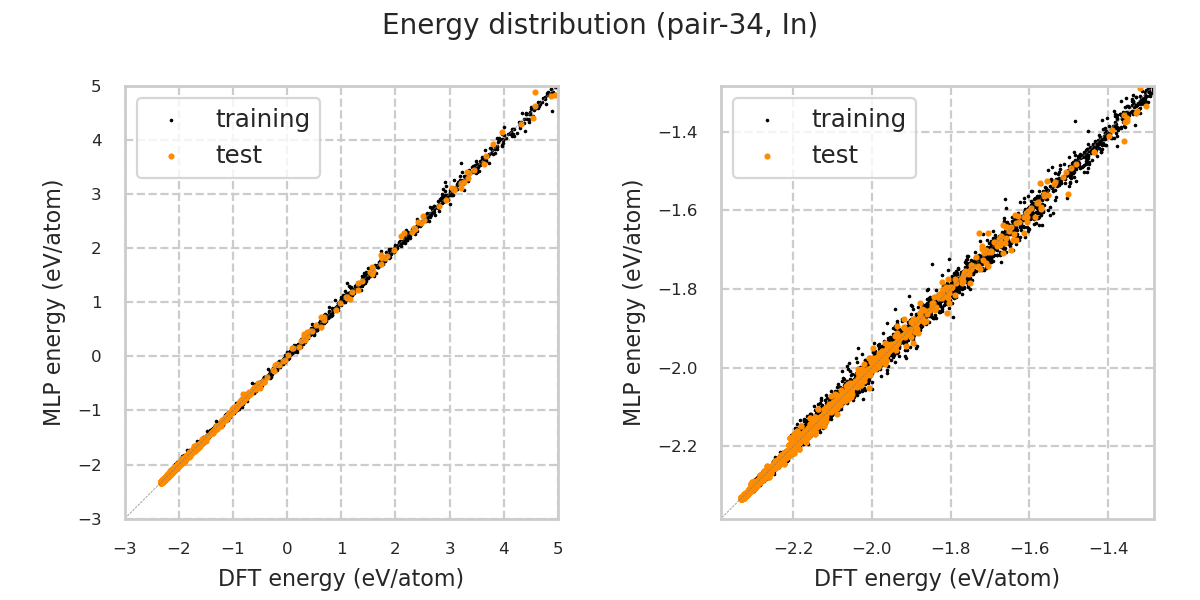 Energy distribution (pair-34, In)
5
4
3
2
1
0
−1
−2
−3
−3 −2 −1 0 1 2 3 4 5
MLP energy (eV/atom)
DFT energy (eV/atom)
training
test
−1.4
−1.6
−1.8
−2.0
−2.2
−2.2 −2.0 −1.8 −1.6 −1.4
MLP energy (eV/atom)
DFT energy (eV/atom)
training
test